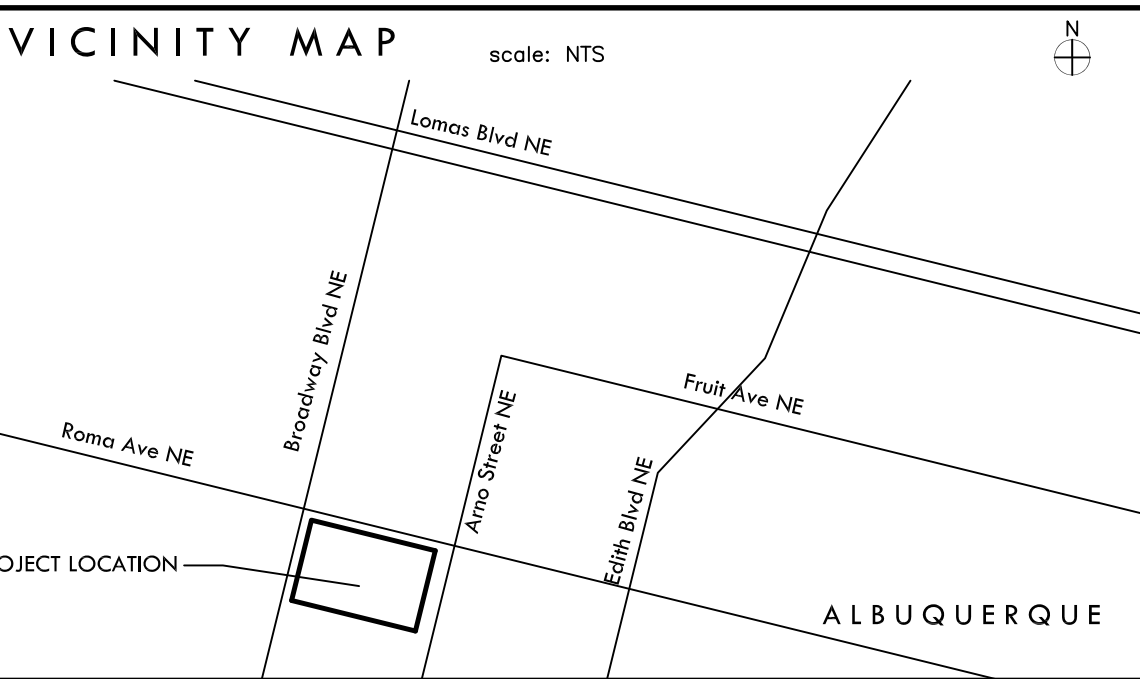 VICINITY MAP
scale: NTS
N
Lomas Blvd NE
Broadway Blvd NE
Fruit Ave NE
Arno Street NE
Roma Ave NE
Edith Blvd NE
OJECT LOCATION
ALBUQUERQUE